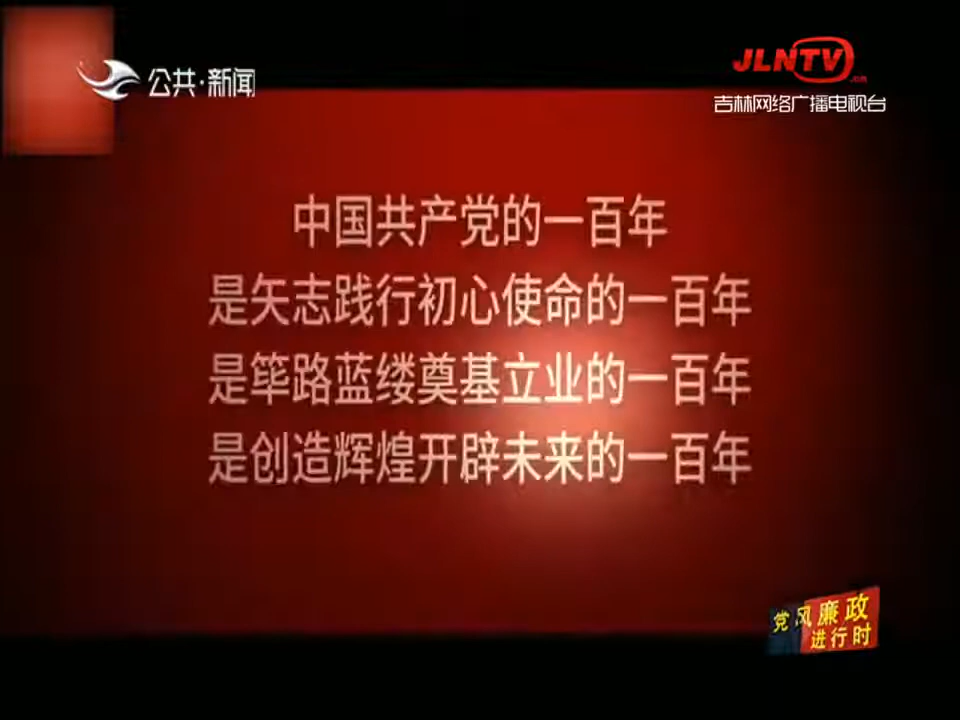 公共·新闻
JLNTV.cn
吉林网络广播电视台
中国共产党的一百年
是矢志践行初心使命的一百年
是筚路蓝缕奠基立业的一百年
是创造辉煌开辟未来的一百年
党风廉政
进行时